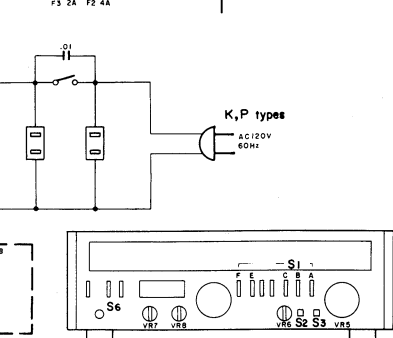 F3 2A F2 4A
.01
K,P types
AC120V
60Hz
S1
F E C B A
S6
VR7 VR8 VR6 S2 S3 VR5